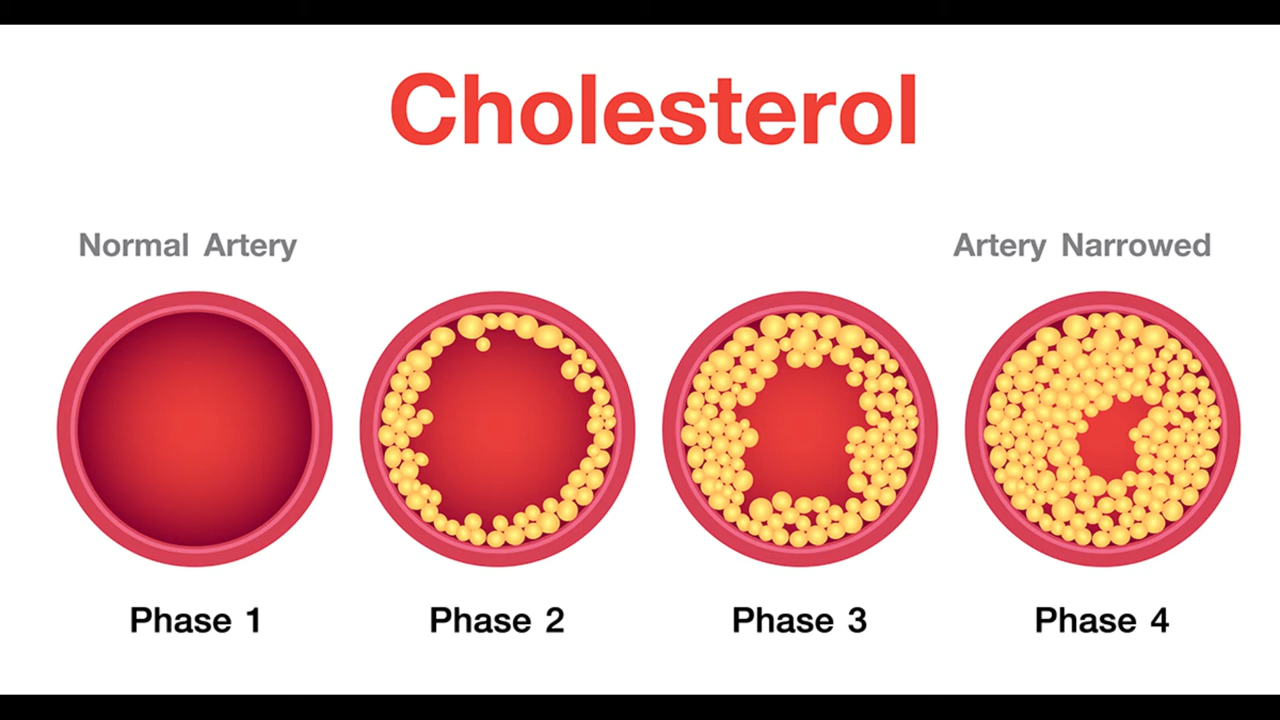 Cholesterol
Normal Artery
Artery Narrowed
Phase 1
Phase 2
Phase 3
Phase 4